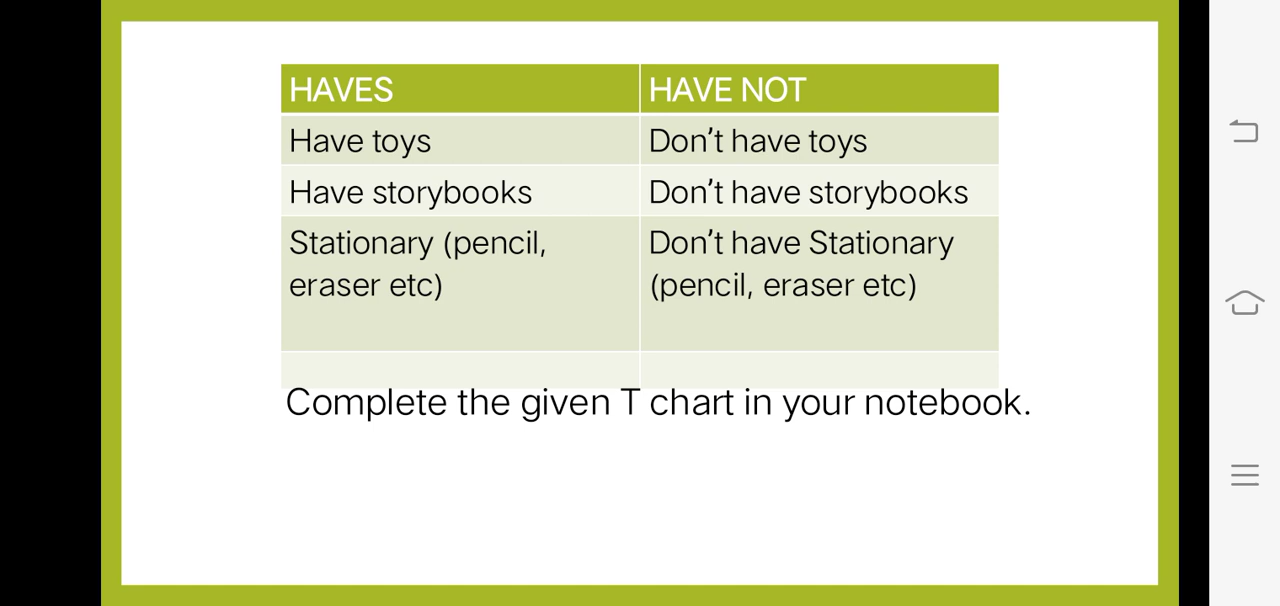 HAVES HAVE NOT
Have toys Don't have toys
Have storybooks Don't have storybooks
Stationary (pencil, Don't have Stationary
eraser etc) (pencil, eraser etc)
Complete the given T chart in your notebook.